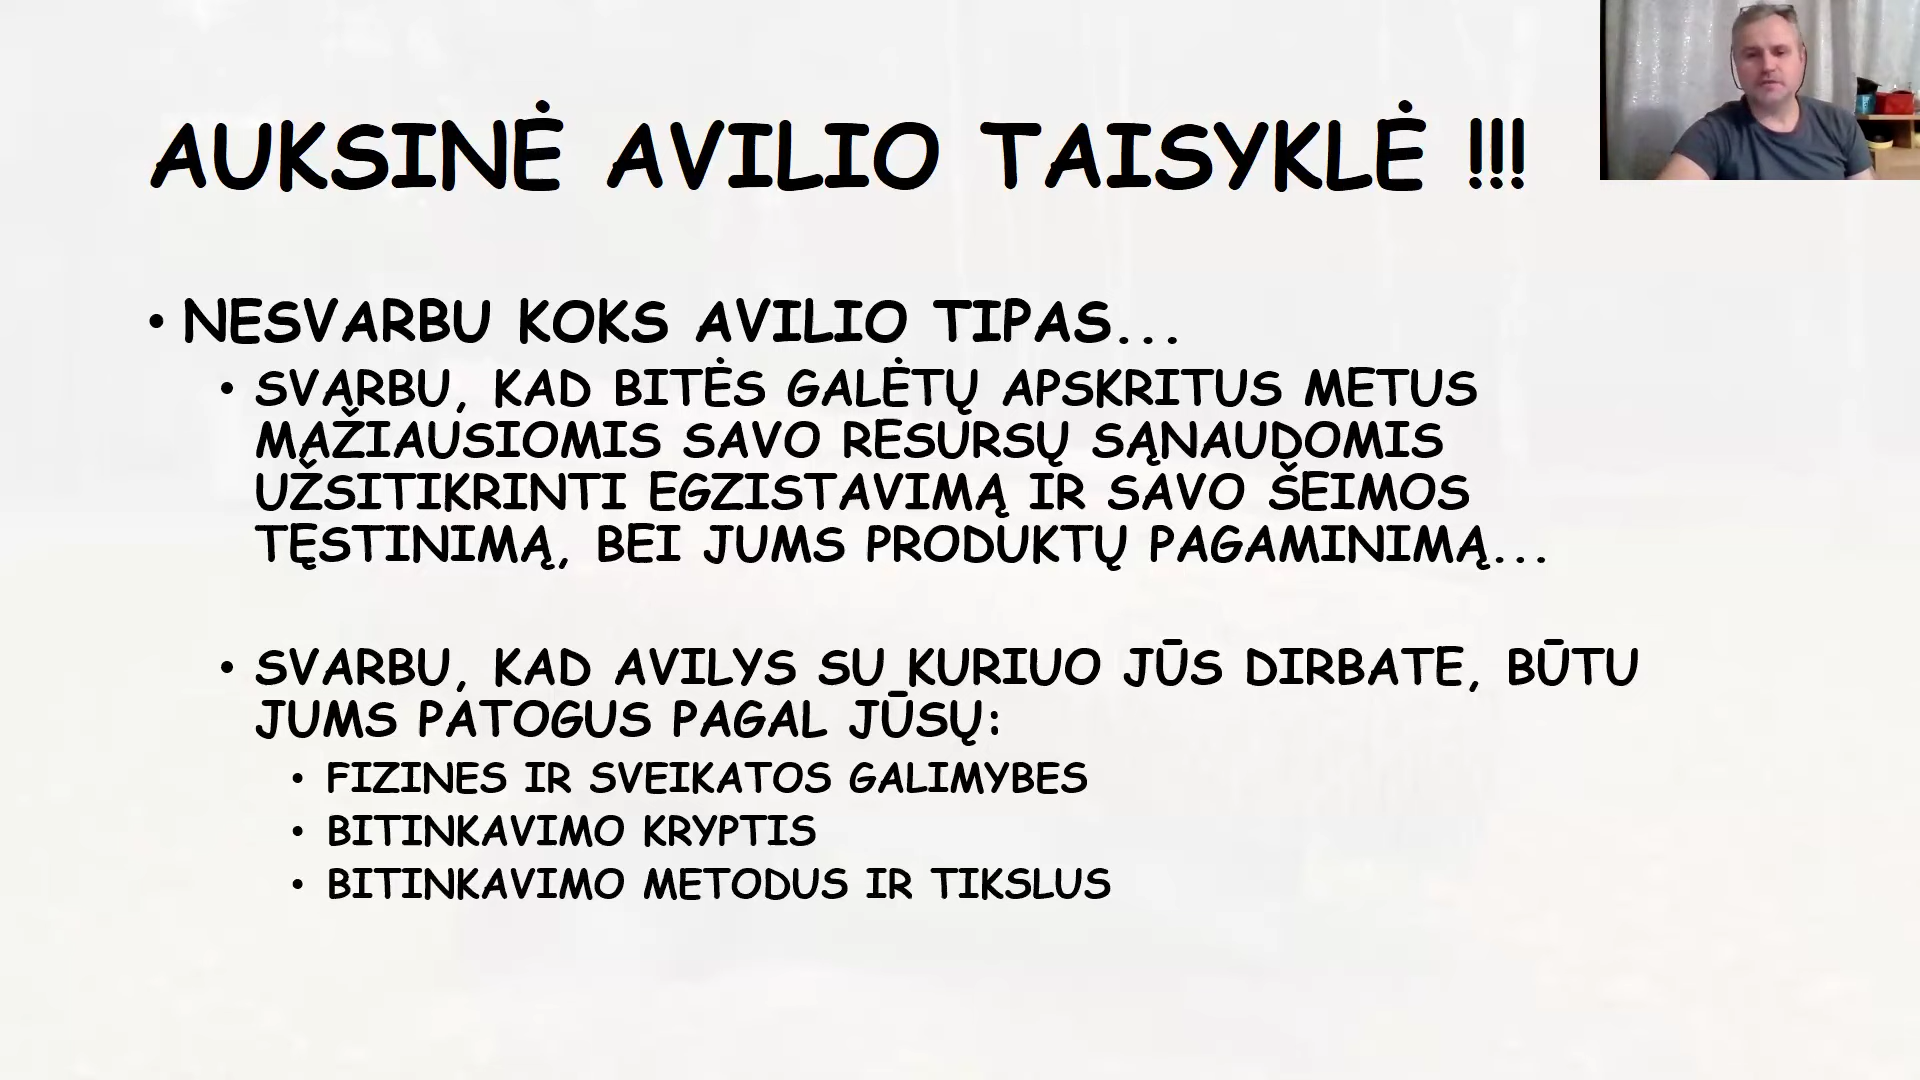 AUKSINĖ AVILIO TAISYKLĖ !!!
• NESVARBU KOKS AVILIO TIPAS...
• SVARBU, KAD BITĖS GALĖTŲ APSKRITUS METUS
MAŽIAUSIOMIS SAVO RESURSŲ SĄNAUDOMIS
UŽSITIKRINTI EGZISTAVIMĄ IR SAVO ŠEIMOS
TĘSTINIMĄ, BEI JUMS PRODUKTŲ PAGAMINIMĄ...
• SVARBU, KAD AVILYS SU KURIUO JŪS DIRBATE, BŪTU
JUMS PATOGUS PAGAL JŪSŲ:
• FIZINES IR SVEIKATOS GALIMYBES
• BITINKAVIMO KRYPTIS
• BITINKAVIMO METODUS IR TIKSLUS